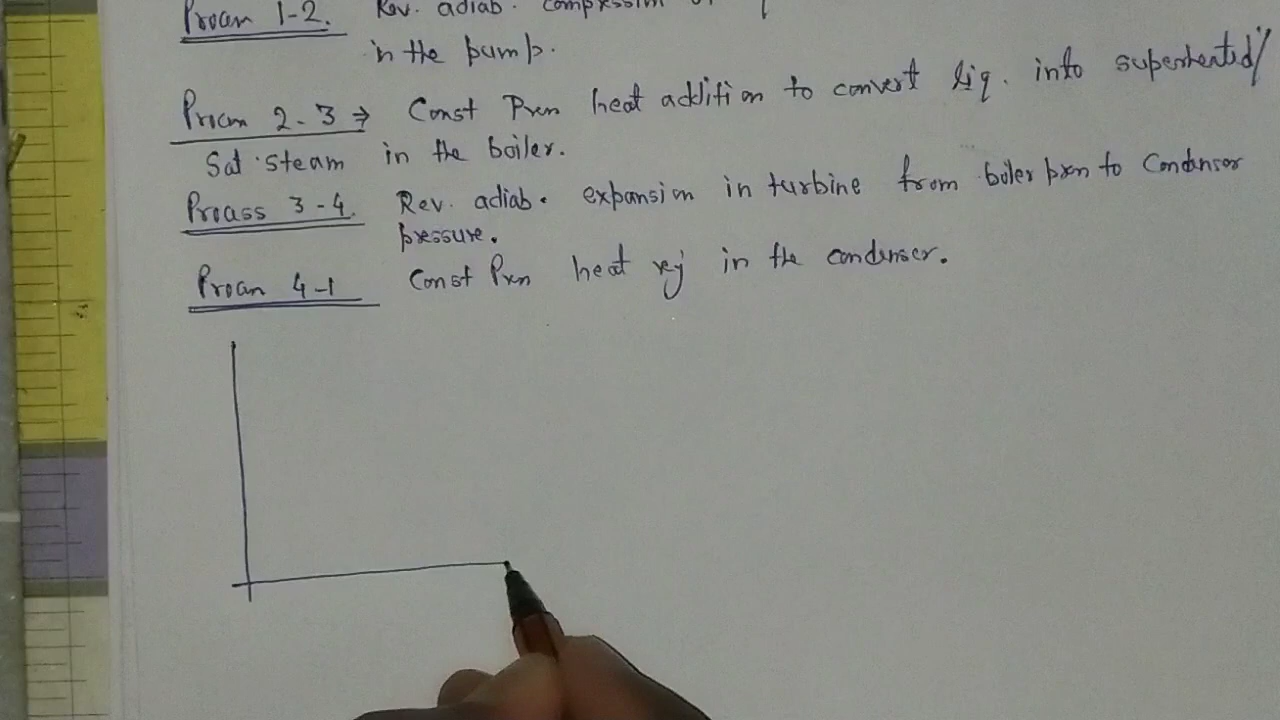 Process 1-2. Rev. adiab. compression
in the pump.
Process 2-3 ⇒ Const Prsn heat addition to convert liq. into superheated/
Sat. steam in the boiler.
Process 3-4. Rev. adiab. expansion in turbine from boiler prsn to Condensor
pressure.
Process 4-1 Const Prsn heat rej in the condenser.